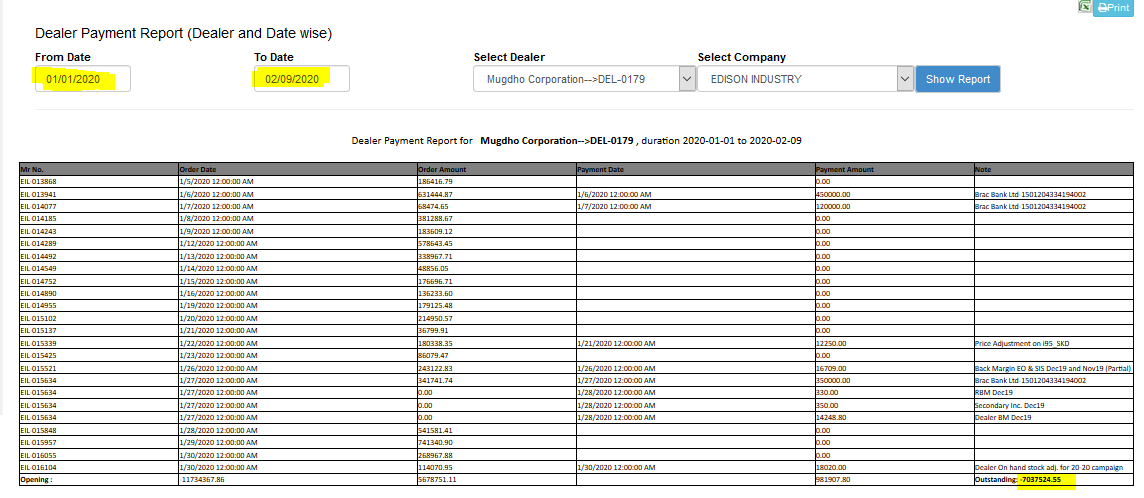 Print
Dealer Payment Report (Dealer and Date wise)
From Date To Date Select Dealer Select Company
01/01/2020 02/09/2020 Mugdho Corporation-->DEL-0179 EDISON INDUSTRY Show Report
Dealer Payment Report for Mugdho Corporation-->DEL-0179 , duration 2020-01-01 to 2020-02-09
Mr No. Order Date Order Amount Payment Date Payment Amount Note
EIL-013868 1/5/2020 12:00:00 AM 186416.79 0.00
EIL-013941 1/6/2020 12:00:00 AM 631444.87 1/6/2020 12:00:00 AM 450000.00 Brac Bank Ltd-1501204334194002
EIL-014077 1/7/2020 12:00:00 AM 68474.65 1/7/2020 12:00:00 AM 120000.00 Brac Bank Ltd-1501204334194002
EIL-014185 1/8/2020 12:00:00 AM 381288.67 0.00
EIL-014243 1/9/2020 12:00:00 AM 183609.12 0.00
EIL-014289 1/12/2020 12:00:00 AM 578643.45 0.00
EIL-014492 1/13/2020 12:00:00 AM 338967.71 0.00
EIL-014549 1/14/2020 12:00:00 AM 48856.05 0.00
EIL-014752 1/15/2020 12:00:00 AM 176696.71 0.00
EIL-014890 1/16/2020 12:00:00 AM 136233.60 0.00
EIL-014955 1/19/2020 12:00:00 AM 179125.48 0.00
EIL-015102 1/20/2020 12:00:00 AM 214950.57 0.00
EIL-015137 1/21/2020 12:00:00 AM 36799.91 0.00
EIL-015339 1/22/2020 12:00:00 AM 180338.35 1/21/2020 12:00:00 AM 12250.00 Price Adjustment on i95_SKD
EIL-015425 1/23/2020 12:00:00 AM 86079.47 0.00
EIL-015521 1/26/2020 12:00:00 AM 243122.83 1/26/2020 12:00:00 AM 16709.00 Back Margin EO & SIS Dec19 and Nov19 (Partial)
EIL-015634 1/27/2020 12:00:00 AM 341741.74 1/27/2020 12:00:00 AM 350000.00 Brac Bank Ltd-1501204334194002
EIL-015634 1/27/2020 12:00:00 AM 0.00 1/28/2020 12:00:00 AM 330.00 RBM Dec19
EIL-015634 1/27/2020 12:00:00 AM 0.00 1/28/2020 12:00:00 AM 350.00 Secondary Inc. Dec19
EIL-015634 1/27/2020 12:00:00 AM 0.00 1/28/2020 12:00:00 AM 14248.80 Dealer BM Dec19
EIL-015848 1/28/2020 12:00:00 AM 541581.41 0.00
EIL-015957 1/29/2020 12:00:00 AM 741340.90 0.00
EIL-016055 1/30/2020 12:00:00 AM 268967.88 0.00
EIL-016104 1/30/2020 12:00:00 AM 114070.95 1/30/2020 12:00:00 AM 18020.00 Dealer On hand stock adj. for 20-20 campaign
Opening : -11734367.86 5678751.11 981907.80 Outstanding: -7037524.55